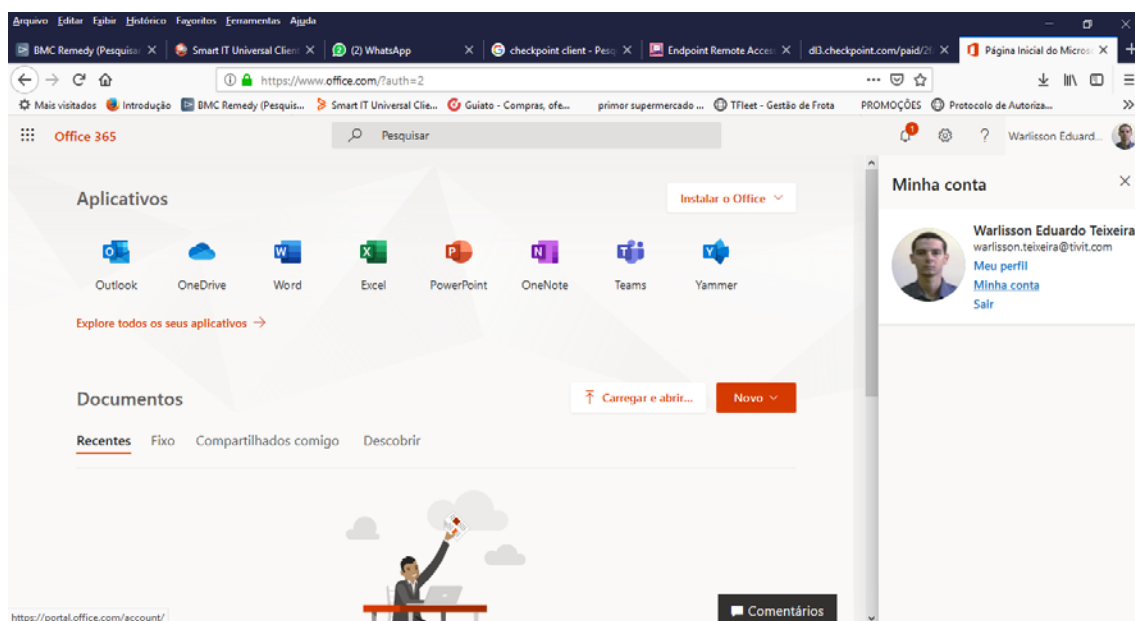 Arquivo Editar Exibir Histórico Favoritos Ferramentas Ajuda
BMC Remedy (Pesquisar
Smart IT Universal Client
(2) WhatsApp
checkpoint client - Pesq
Endpoint Remote Access
dl3.checkpoint.com/paid/2
Página Inicial do Micros
https://www.office.com/?auth=2
Mais visitados
Introdução
BMC Remedy (Pesquis...
Smart IT Universal Clie...
Guiato - Compras, ofe...
primor supermercado ...
TFleet - Gestão de Frota
PROMOÇÕES
Protocolo de Autoriza...
Office 365
Pesquisar
1
?
Warlisson Eduard...
Aplicativos
Instalar o Office
Outlook
OneDrive
Word
Excel
PowerPoint
OneNote
Teams
Yammer
Explore todos os seus aplicativos →
Documentos
Carregar e abrir...
Novo
Recentes
Fixo
Compartilhados comigo
Descobrir
Comentários
https://portal.office.com/account/
Minha conta
Warlisson Eduardo Teixeira
warlisson.teixeira@tivit.com
Meu perfil
Minha conta
Sair